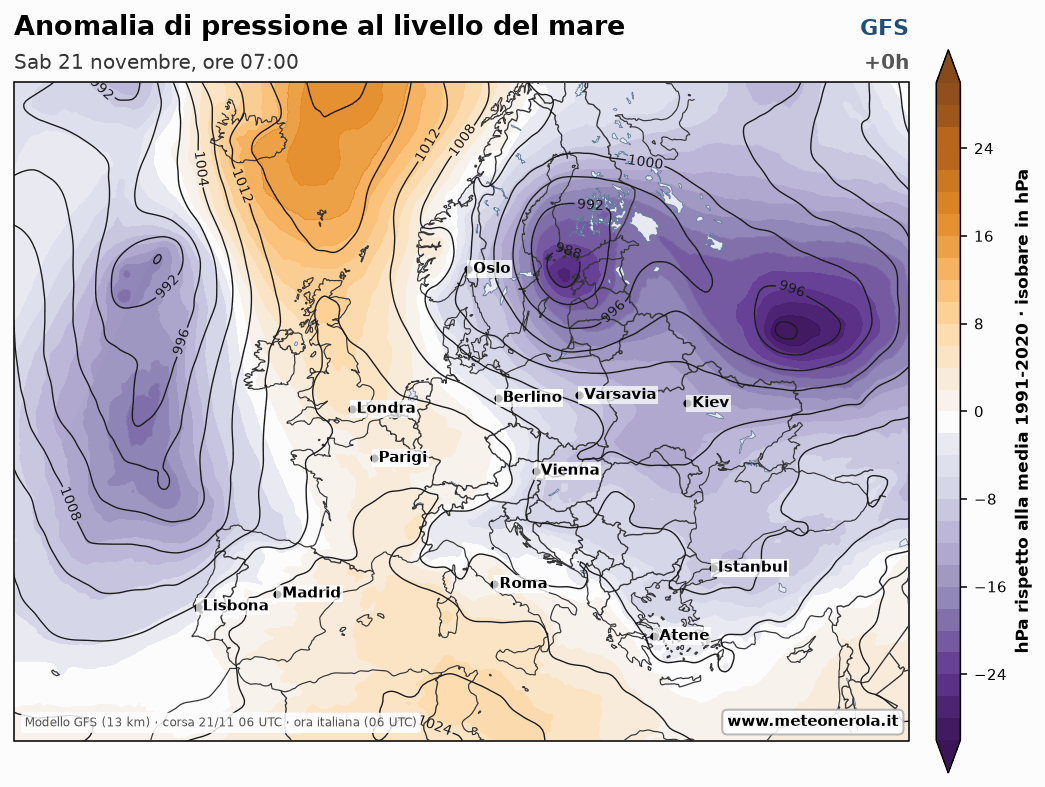 Anomalia di pressione al livello del mare
GFS
Sab 21 novembre, ore 07:00
+0h
992
1004
1012
1012
1008
1000
992
988
996
996
992
996
1008
1024
Oslo
Berlino
Varsavia
Kiev
Londra
Parigi
Vienna
Istanbul
Roma
Madrid
Lisbona
Atene
24
16
8
0
−8
−16
−24
hPa rispetto alla media 1991-2020 · isobare in hPa
Modello GFS (13 km) · corsa 21/11 06 UTC · ora italiana (06 UTC)
www.meteonerola.it